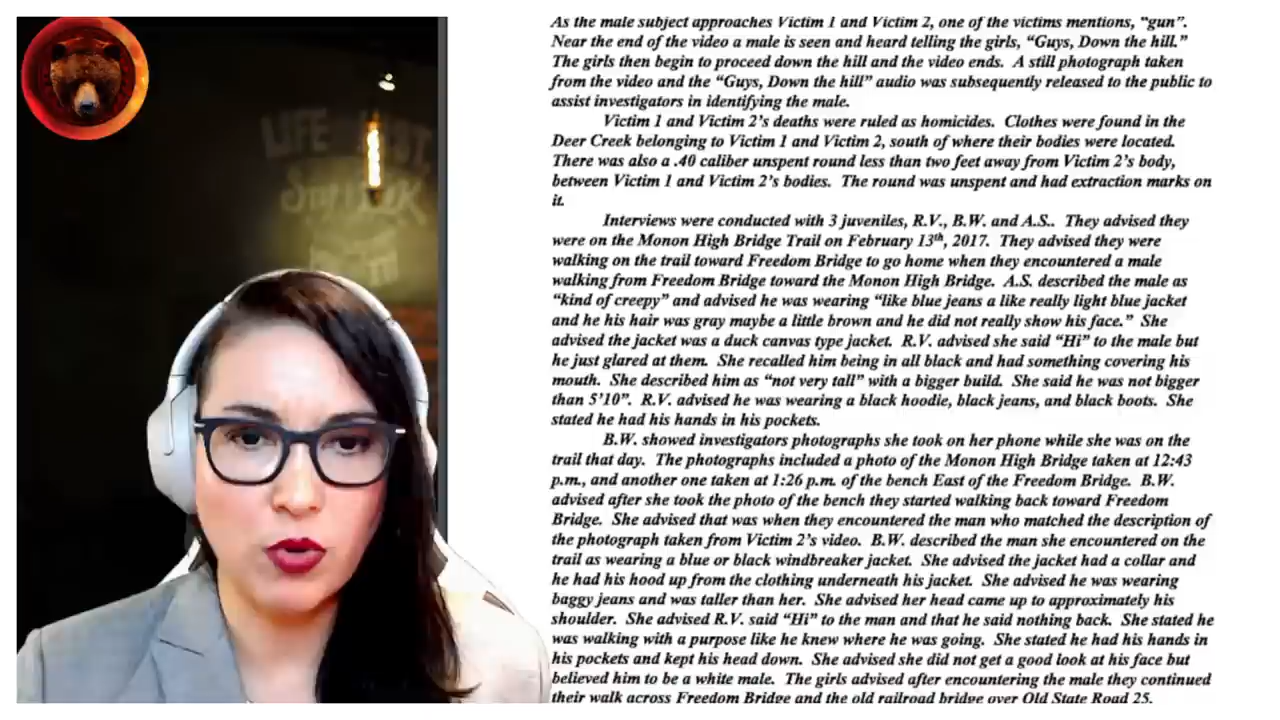 LIFE
As the male subject approaches Victim 1 and Victim 2, one of the victims mentions, “gun”.
Near the end of the video a male is seen and heard telling the girls, “Guys, Down the hill.”
The girls then begin to proceed down the hill and the video ends. A still photograph taken
from the video and the “Guys, Down the hill” audio was subsequently released to the public to
assist investigators in identifying the male.
Victim 1 and Victim 2’s deaths were ruled as homicides. Clothes were found in the
Deer Creek belonging to Victim 1 and Victim 2, south of where their bodies were located.
There was also a .40 caliber unspent round less than two feet away from Victim 2’s body,
between Victim 1 and Victim 2’s bodies. The round was unspent and had extraction marks on
it.
Interviews were conducted with 3 juveniles, R.V., B.W. and A.S.. They advised they
were on the Monon High Bridge Trail on February 13th, 2017. They advised they were
walking on the trail toward Freedom Bridge to go home when they encountered a male
walking from Freedom Bridge toward the Monon High Bridge. A.S. described the male as
“kind of creepy” and advised he was wearing “like blue jeans a like really light blue jacket
and he his hair was gray maybe a little brown and he did not really show his face.” She
advised the jacket was a duck canvas type jacket. R.V. advised she said “Hi” to the male but
he just glared at them. She recalled him being in all black and had something covering his
mouth. She described him as “not very tall” with a bigger build. She said he was not bigger
than 5’10”. R.V. advised he was wearing a black hoodie, black jeans, and black boots. She
stated he had his hands in his pockets.
B.W. showed investigators photographs she took on her phone while she was on the
trail that day. The photographs included a photo of the Monon High Bridge taken at 12:43
p.m., and another one taken at 1:26 p.m. of the bench East of the Freedom Bridge. B.W.
advised after she took the photo of the bench they started walking back toward Freedom
Bridge. She advised that was when they encountered the man who matched the description of
the photograph taken from Victim 2’s video. B.W. described the man she encountered on the
trail as wearing a blue or black windbreaker jacket. She advised the jacket had a collar and
he had his hood up from the clothing underneath his jacket. She advised he was wearing
baggy jeans and was taller than her. She advised her head came up to approximately his
shoulder. She advised R.V. said “Hi” to the man and that he said nothing back. She stated he
was walking with a purpose like he knew where he was going. She stated he had his hands in
his pockets and kept his head down. She advised she did not get a good look at his face but
believed him to be a white male. The girls advised after encountering the male they continued
their walk across Freedom Bridge and the old railroad bridge over Old State Road 25.